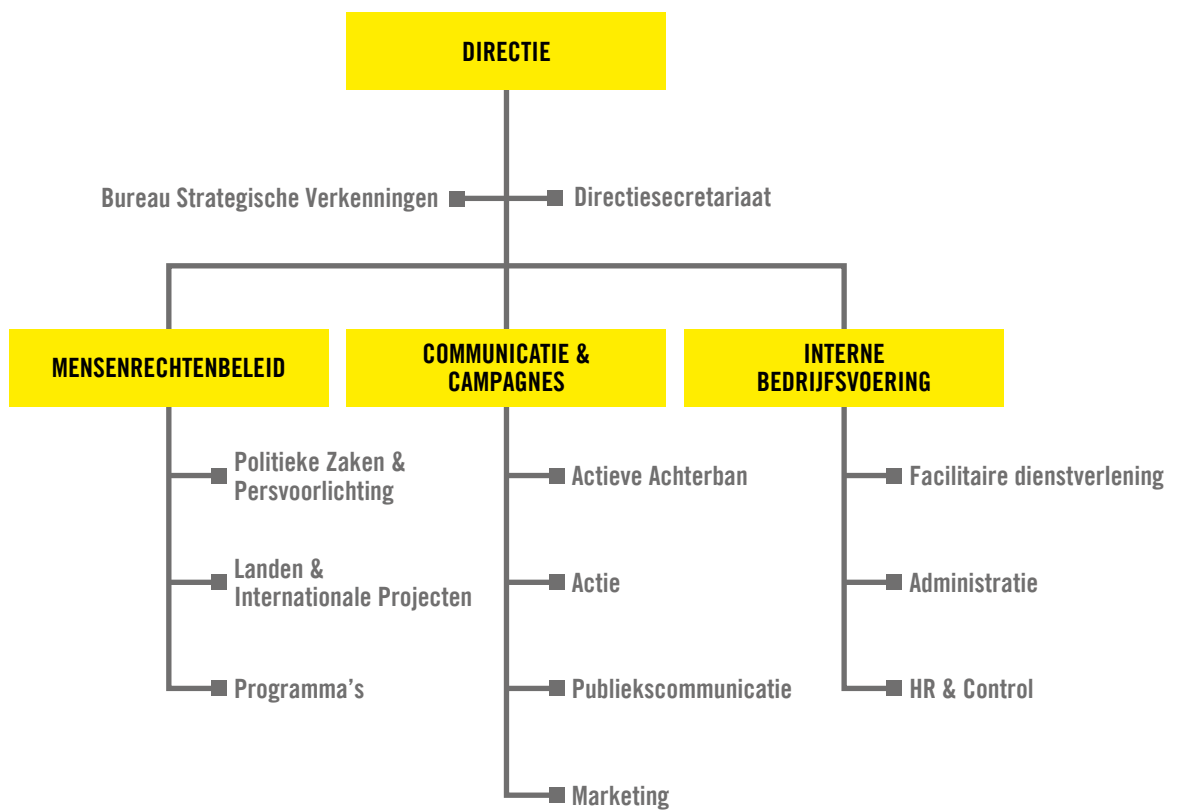 DIRECTIE
Bureau Strategische Verkenningen
Directiesecretariaat
MENSENRECHTENBELEID
Politieke Zaken &
Persvoorlichting
Landen &
Internationale Projecten
Programma's
COMMUNICATIE &
CAMPAGNES
Actieve Achterban
Actie
Publiekscommunicatie
Marketing
INTERNE
BEDRIJFSVOERING
Facilitaire dienstverlening
Administratie
HR & Control